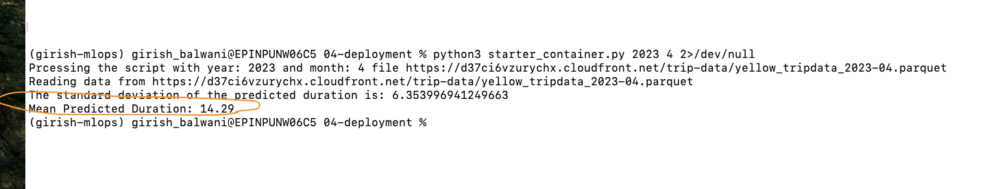 (girish-mlops) girish_balwani@EPINPUNW06C5 04-deployment % python3 starter_container.py 2023 4 2>/dev/null
Prcessing the script with year: 2023 and month: 4 file https://d37ci6vzurychx.cloudfront.net/trip-data/yellow_tripdata_2023-04.parquet
Reading data from https://d37ci6vzurychx.cloudfront.net/trip-data/yellow_tripdata_2023-04.parquet
The standard deviation of the predicted duration is: 6.353996941249663
Mean Predicted Duration: 14.29
(girish-mlops) girish_balwani@EPINPUNW06C5 04-deployment %